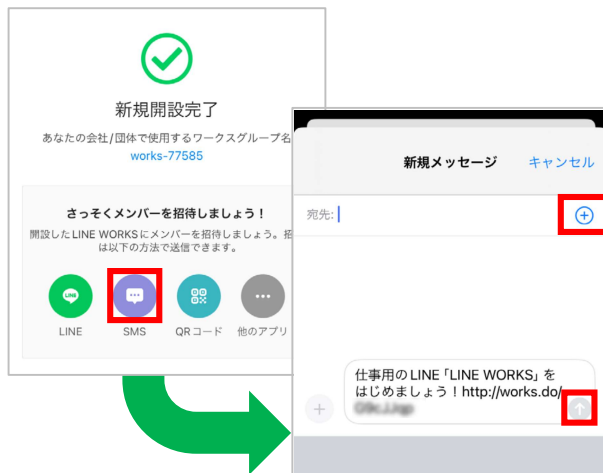 新規開設完了
あなたの会社/団体で使用するワークスグループ名
works-77585
さっそくメンバーを招待しましょう！
開設したLINE WORKSにメンバーを招待しましょう。招
は以下の方法で送信できます。
LINE
LINE
SMS
QRコード
他のアプリ
新規メッセージ
キャンセル
宛先:
仕事用のLINE「LINE WORKS」を
はじめましょう！http://works.do/